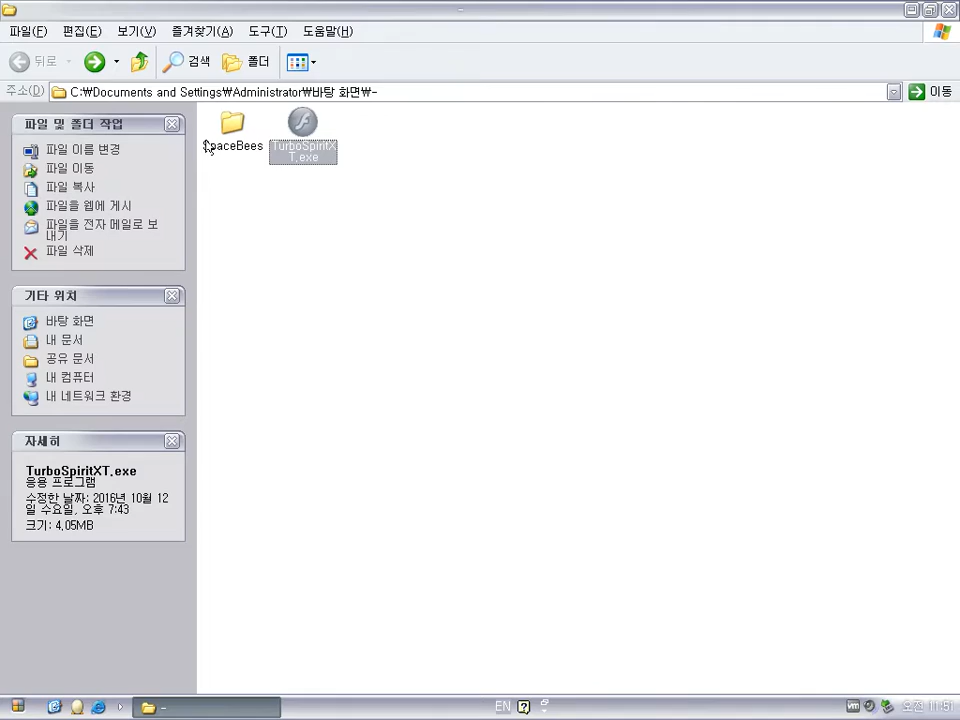 -
파일(F) 편집(E) 보기(V) 즐겨찾기(A) 도구(T) 도움말(H)
뒤로 검색 폴더
주소(D) C:\Documents and Settings\Administrator\바탕 화면\- 이동
파일 및 폴더 작업
파일 이름 변경
파일 이동
파일 복사
파일을 웹에 게시
파일을 전자 메일로 보
내기
파일 삭제
기타 위치
바탕 화면
내 문서
공유 문서
내 컴퓨터
내 네트워크 환경
자세히
TurboSpiritXT.exe
응용 프로그램
수정한 날짜: 2016년 10월 12
일 수요일, 오후 7:43
크기: 4.05MB
SpaceBees
TurboSpiritX
T.exe
-
EN
vm
오전 11:51